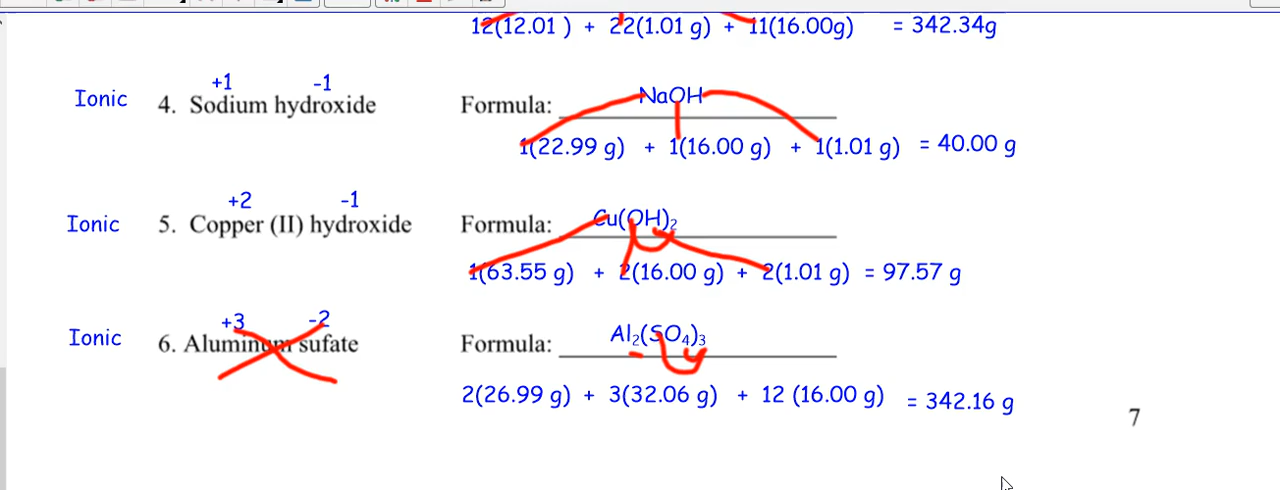 12(12.01 ) + 22(1.01 g) + 11(16.00g) = 342.34g
+1 -1
Ionic 4. Sodium hydroxide Formula: NaOH
1(22.99 g) + 1(16.00 g) + 1(1.01 g) = 40.00 g
+2 -1
Ionic 5. Copper (II) hydroxide Formula: Cu(OH)₂
1(63.55 g) + 2(16.00 g) + 2(1.01 g) = 97.57 g
+3 -2
Ionic 6. Aluminum sufate Formula: Al₂(SO₄)₃
2(26.99 g) + 3(32.06 g) + 12 (16.00 g) = 342.16 g
7